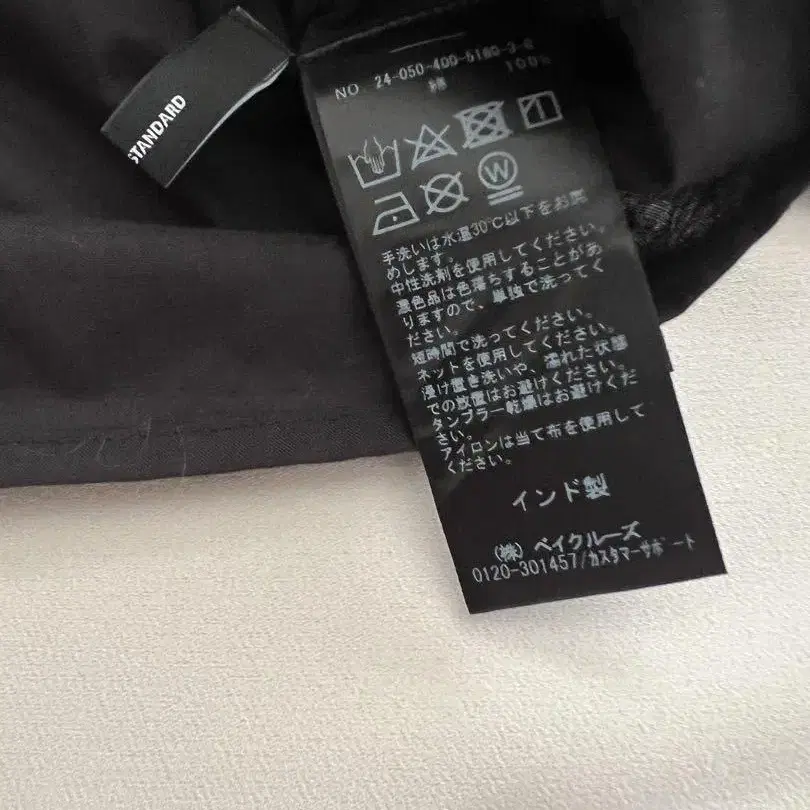 STANDARD
NO 24-050-400-5180-3-0
綿 100%
W
手洗いは水温30℃以下をお薦
めします。
中性洗剤を使用してください。
濃色品は色落ちすることがあ
りますので、単独で洗ってく
ださい。
短時間で洗ってください。
ネットを使用してください。
浸け置き洗いや、濡れた状態
での放置はお避けください。
タンブラー乾燥はお避けくだ
さい。
アイロンは当て布を使用して
ください。
インド製
(株) ベイクルーズ
0120-301457/カスタマーサポート